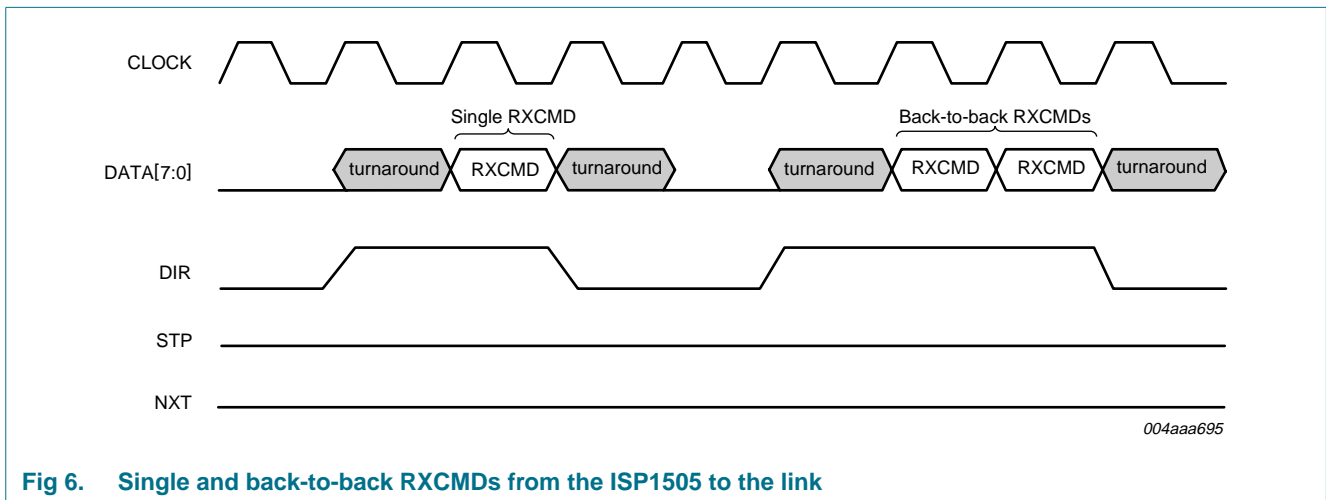 CLOCK
Single RXCMD
Back-to-back RXCMDs
DATA[7:0]
turnaround
RXCMD
turnaround
turnaround
RXCMD
RXCMD
turnaround
DIR
STP
NXT
004aaa695
Fig 6. Single and back-to-back RXCMDs from the ISP1505 to the link